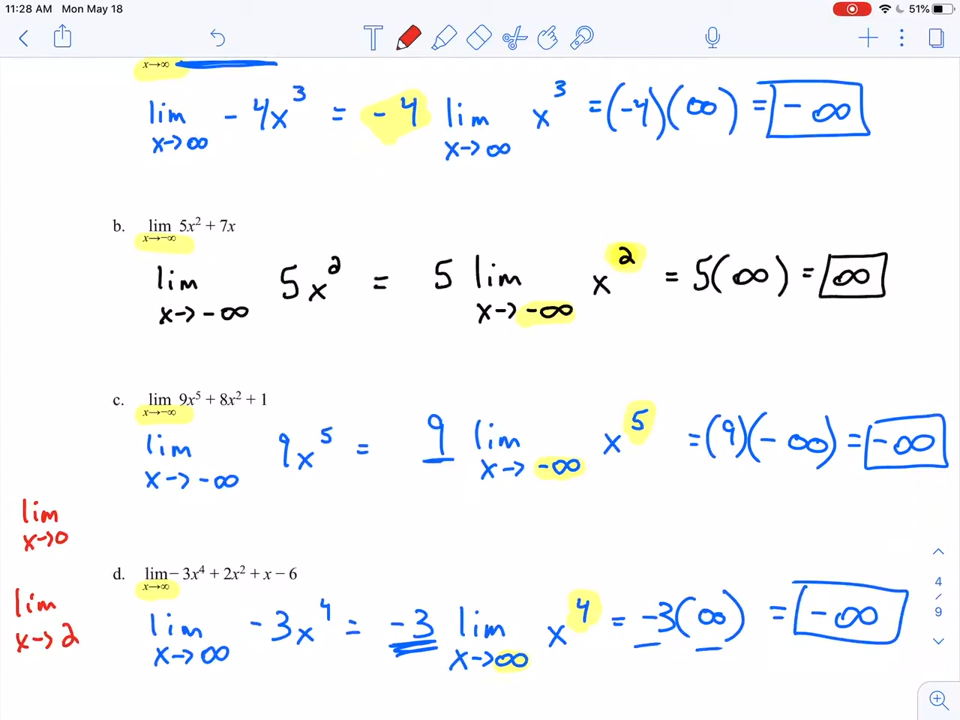 11:28 AM Mon May 18
51%
T
x→∞
lim - 4x³ = - 4 lim x³ = (-4)(∞) = - ∞
x→∞ x→∞
b. lim 5x² + 7x
x→-∞
lim 5x² = 5 lim x² = 5(∞) = ∞
x→-∞ x→-∞
c. lim 9x⁵ + 8x² + 1
x→-∞
lim 9x⁵ = 9 lim x⁵ = (9)(-∞) = -∞
x→-∞ x→-∞
lim
x→0
d. lim - 3x⁴ + 2x² + x - 6
x→∞
lim
x→2
lim -3x⁴ = -3 lim x⁴ = -3(∞) = -∞
x→∞ x→∞
4
/
9